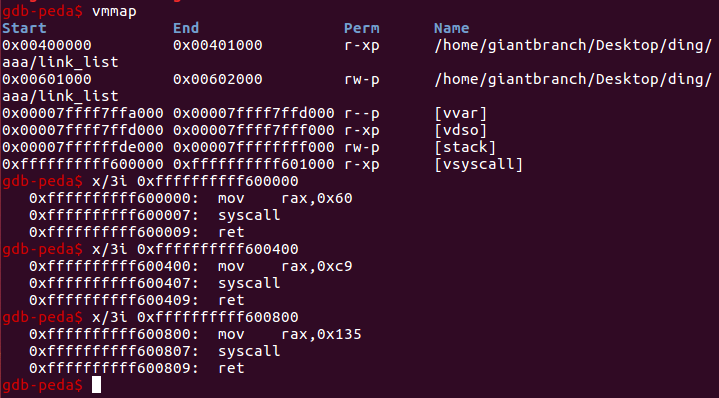 gdb-peda$ vmmap
Start              End                Perm      Name
0x00400000         0x00401000         r-xp      /home/giantbranch/Desktop/ding/
aaa/link_list
0x00601000         0x00602000         rw-p      /home/giantbranch/Desktop/ding/
aaa/link_list
0x00007ffff7ffa000 0x00007ffff7ffd000 r--p      [vvar]
0x00007ffff7ffd000 0x00007ffff7fff000 r-xp      [vdso]
0x00007ffffffde000 0x00007ffffffff000 rw-p      [stack]
0xffffffffff600000 0xffffffffff601000 r-xp      [vsyscall]
gdb-peda$ x/3i 0xffffffffff600000
   0xffffffffff600000:  mov    rax,0x60
   0xffffffffff600007:  syscall
   0xffffffffff600009:  ret
gdb-peda$ x/3i 0xffffffffff600400
   0xffffffffff600400:  mov    rax,0xc9
   0xffffffffff600407:  syscall
   0xffffffffff600409:  ret
gdb-peda$ x/3i 0xffffffffff600800
   0xffffffffff600800:  mov    rax,0x135
   0xffffffffff600807:  syscall
   0xffffffffff600809:  ret
gdb-peda$